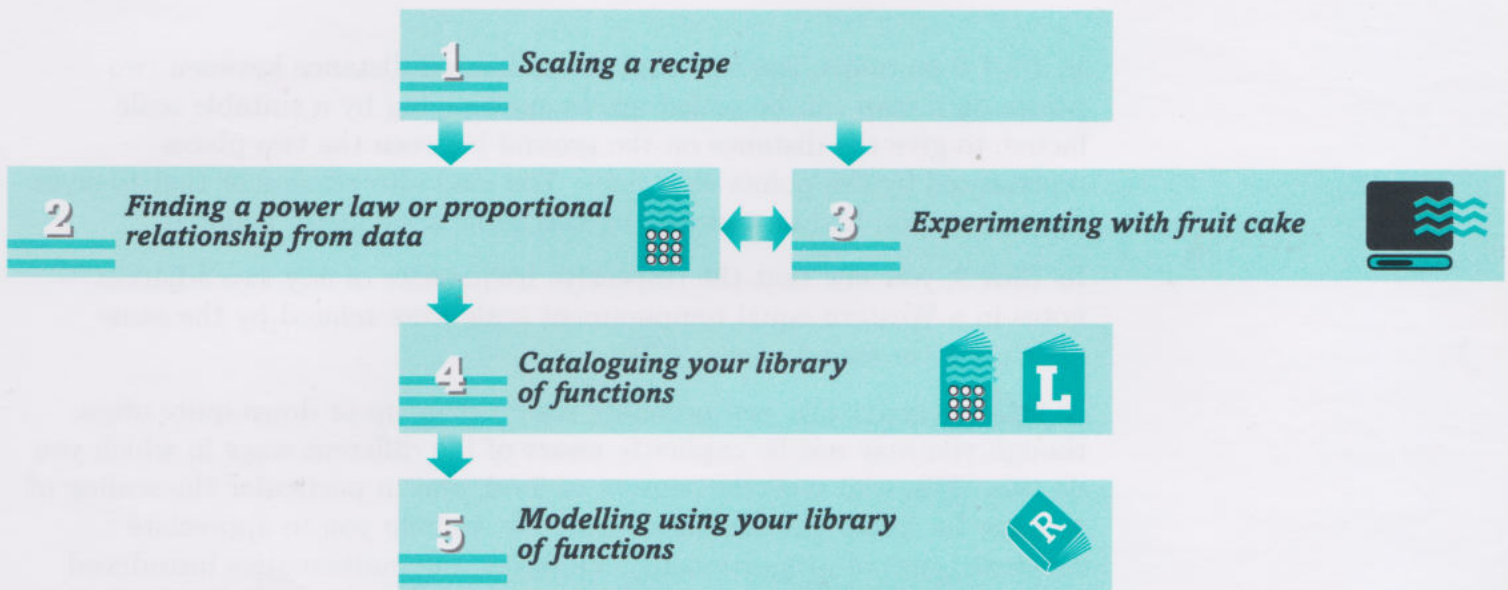 1 Scaling a recipe
2 Finding a power law or proportional
relationship from data
3 Experimenting with fruit cake
4 Cataloguing your library
of functions
L
5 Modelling using your library
of functions
R